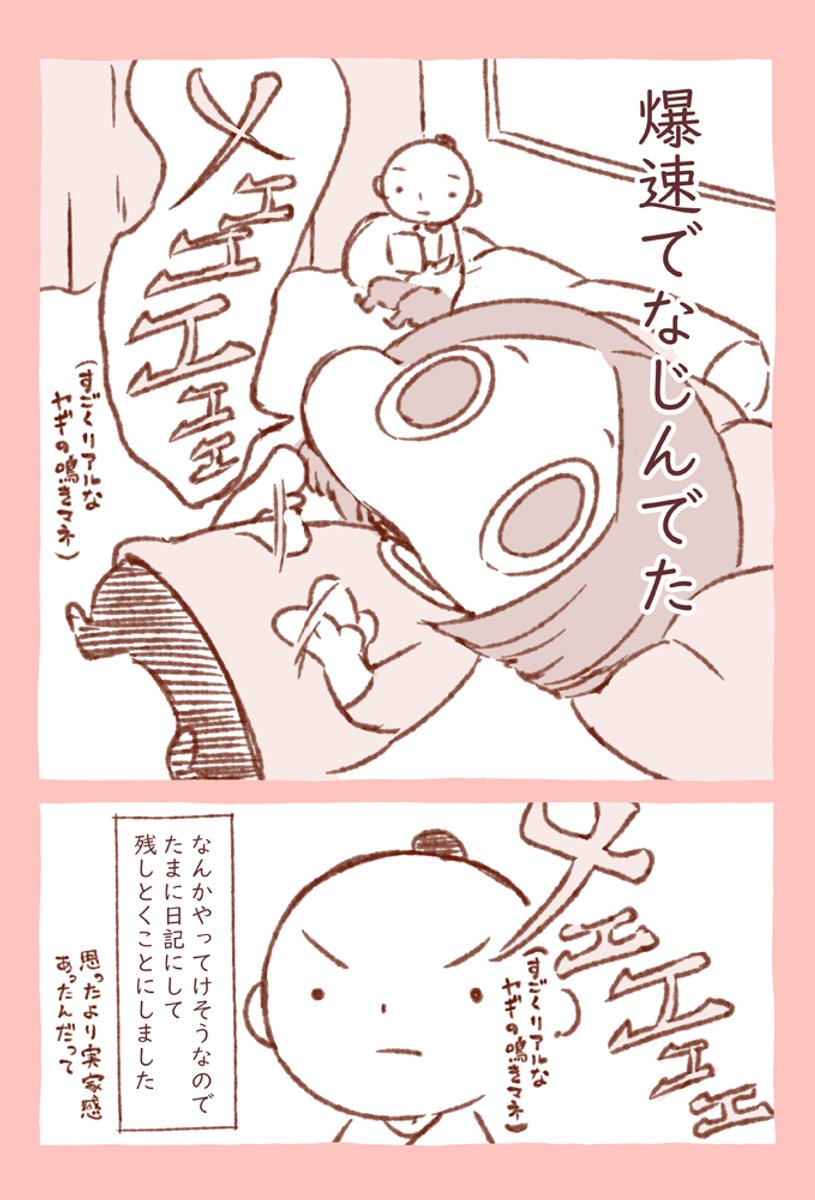 爆速でなじんでた
メェェェエェェ
(すごくリアルな
ヤギの鳴きマネ)
メェェエェェ
(すごくリアルな
ヤギの鳴きマネ)
なんかやってけそうなので
たまに日記にして
残しとくことにしました
思ったより実家感
あったんだって